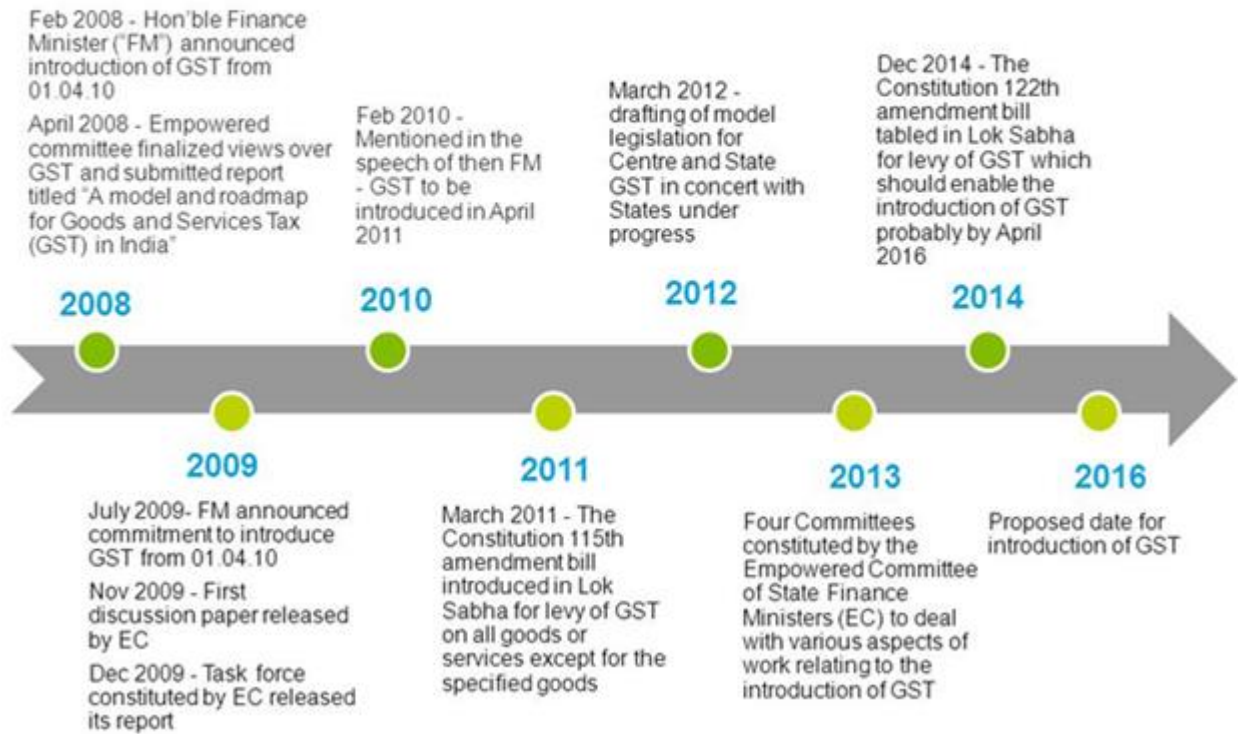 Feb 2008 - Hon'ble Finance
Minister ("FM") announced
introduction of GST from
01.04.10
April 2008 - Empowered
committee finalized views over
GST and submitted report
titled "A model and roadmap
for Goods and Services Tax
(GST) in India"
2008
July 2009- FM announced
commitment to introduce
GST from 01.04.10
Nov 2009 - First
discussion paper released
by EC
Dec 2009 - Task force
constituted by EC released
its report
2009
Feb 2010 -
Mentioned in the
speech of then FM
- GST to be
introduced in April
2011
2010
2011
March 2011 - The
Constitution 115th
amendment bill
introduced in Lok
Sabha for levy of GST
on all goods or
services except for the
specified goods
March 2012 -
drafting of model
legislation for
Centre and State
GST in concert with
States under
progress
2012
2013
Four Committees
constituted by the
Empowered Committee
of State Finance
Ministers (EC) to deal
with various aspects of
work relating to the
introduction of GST
Dec 2014 - The
Constitution 122th
amendment bill
tabled in Lok Sabha
for levy of GST which
should enable the
introduction of GST
probably by April
2016
2014
2016
Proposed date for
introduction of GST